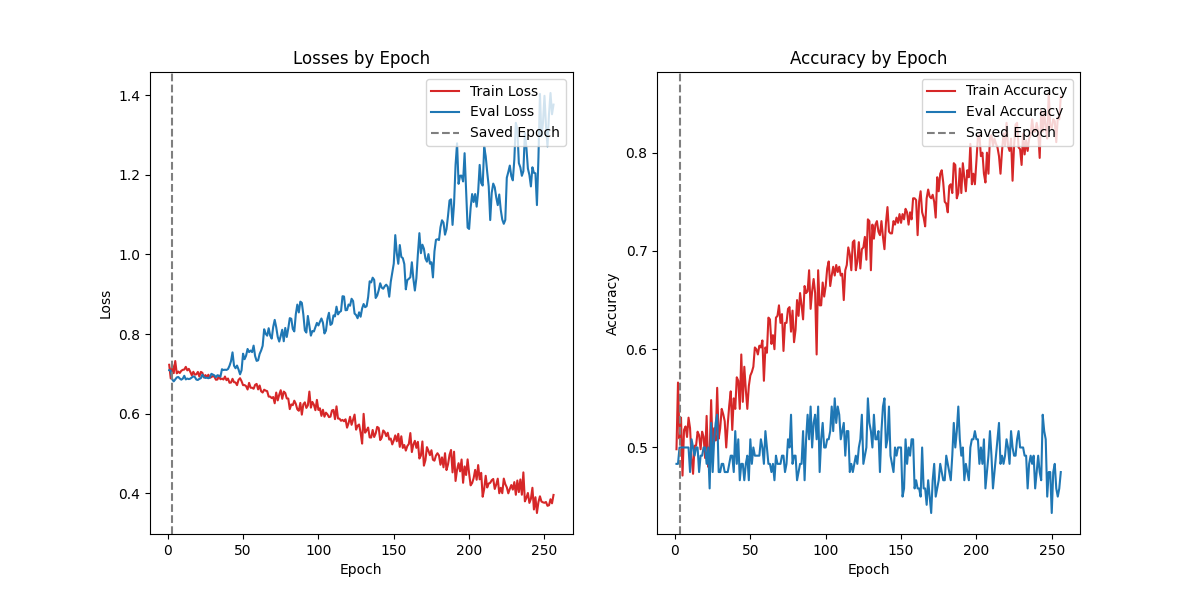 Losses by Epoch
Train Loss
Eval Loss
Saved Epoch
1.4
1.2
1.0
0.8
0.6
0.4
Loss
0
50
100
150
200
250
Epoch
Accuracy by Epoch
Train Accuracy
Eval Accuracy
Saved Epoch
0.8
0.7
0.6
0.5
Accuracy
0
50
100
150
200
250
Epoch